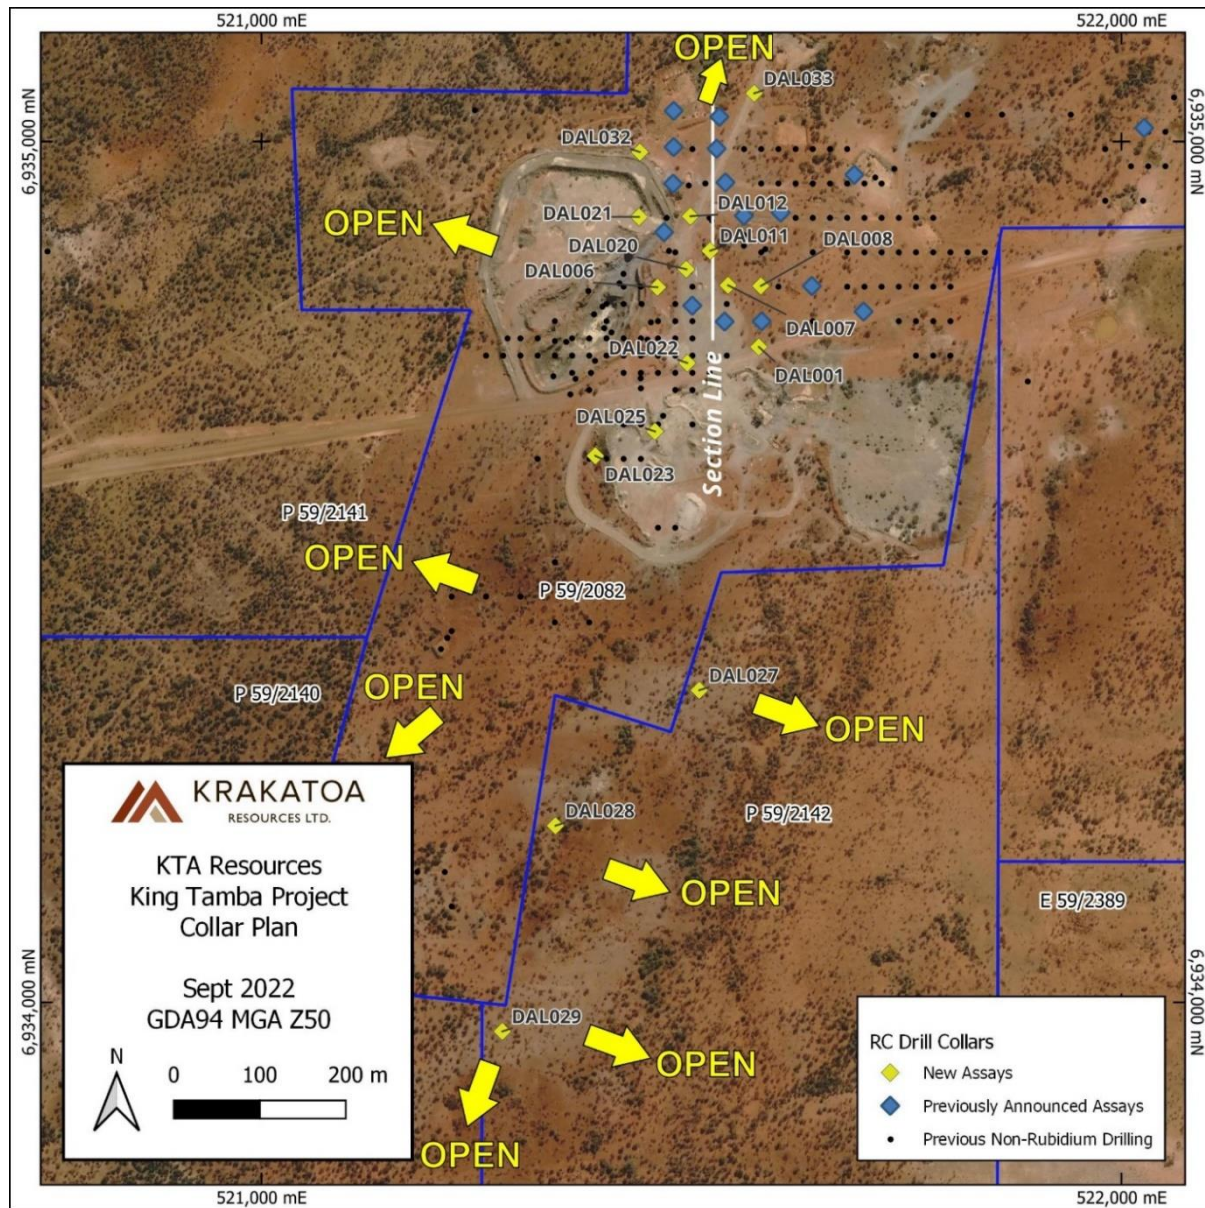 521,000 mE
522,000 mE
OPEN
DAL033
6,935,000 mN
6,935,000 mN
DAL032
OPEN
DAL021
DAL012
DAL011
DAL020
DAL008
DAL006
DAL007
DAL022
DAL001
Section Line
DAL025
DAL023
P 59/2141
OPEN
P 59/2082
DAL027
OPEN
P 59/2140
OPEN
DAL028
P 59/2142
OPEN
E 59/2389
KRAKATOA
RESOURCES LTD.
KTA Resources
King Tamba Project
Collar Plan
Sept 2022
GDA94 MGA Z50
N
0 100 200 m
6,934,000 mN
6,934,000 mN
DAL029
OPEN
OPEN
RC Drill Collars
New Assays
Previously Announced Assays
Previous Non-Rubidium Drilling
521,000 mE
522,000 mE